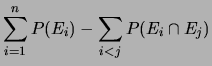 \sum_{i=1}^{n} P(E_i) - \sum_{i<j} P(E_i \cap E_j)